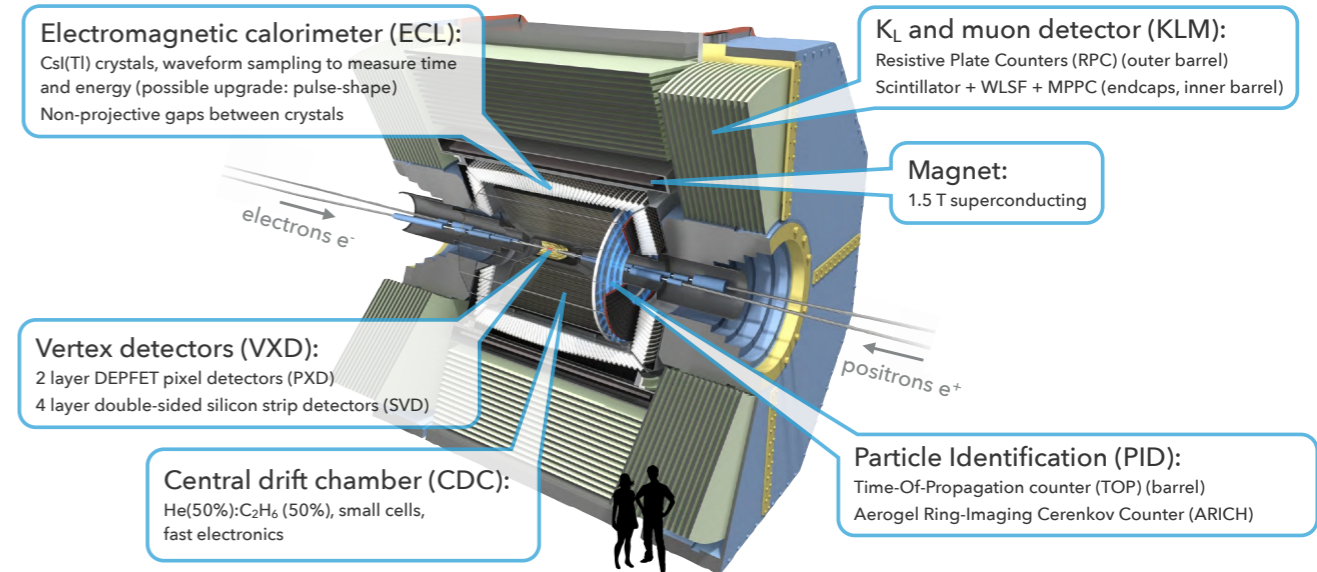 Electromagnetic calorimeter (ECL):
CsI(Tl) crystals, waveform sampling to measure time
and energy (possible upgrade: pulse-shape)
Non-projective gaps between crystals
K_L and muon detector (KLM):
Resistive Plate Counters (RPC) (outer barrel)
Scintillator + WLSF + MPPC (endcaps, inner barrel)
Magnet:
1.5 T superconducting
electrons e⁻
Vertex detectors (VXD):
2 layer DEPFET pixel detectors (PXD)
4 layer double-sided silicon strip detectors (SVD)
positrons e⁺
Central drift chamber (CDC):
He(50%):C₂H₆ (50%), small cells,
fast electronics
Particle Identification (PID):
Time-Of-Propagation counter (TOP) (barrel)
Aerogel Ring-Imaging Cerenkov Counter (ARICH)